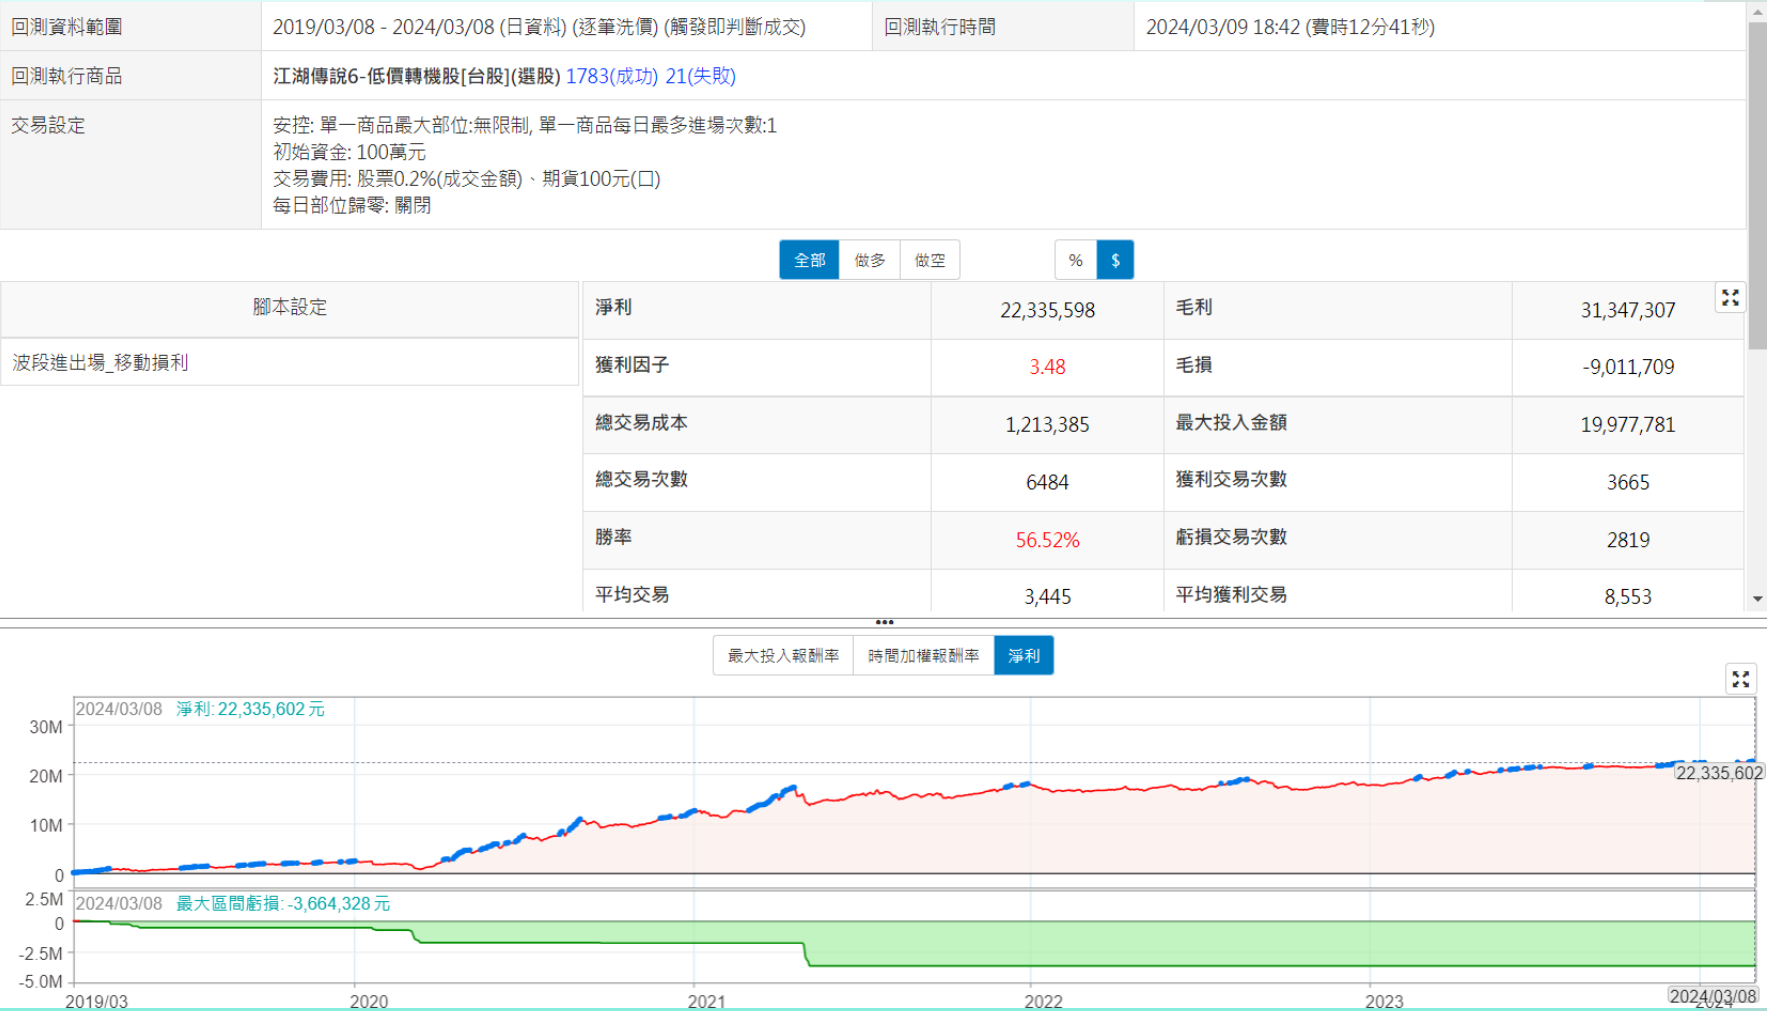 回測資料範圍 2019/03/08 - 2024/03/08 (日資料) (逐筆洗價) (觸發即判斷成交) 回測執行時間 2024/03/09 18:42 (費時12分41秒)
回測執行商品 江湖傳說6-低價轉機股[台股](選股) 1783(成功) 21(失敗)
交易設定 安控: 單一商品最大部位:無限制, 單一商品每日最多進場次數:1
初始資金: 100萬元
交易費用: 股票0.2%(成交金額)、期貨100元(口)
每日部位歸零: 關閉
全部 做多 做空 % $
腳本設定
波段進出場_移動損利
淨利 22,335,598 毛利 31,347,307
獲利因子 3.48 毛損 -9,011,709
總交易成本 1,213,385 最大投入金額 19,977,781
總交易次數 6484 獲利交易次數 3665
勝率 56.52% 虧損交易次數 2819
平均交易 3,445 平均獲利交易 8,553
最大投入報酬率 時間加權報酬率 淨利
2024/03/08 淨利: 22,335,602 元
30M
20M
10M
0
22,335,602
2024/03/08 最大區間虧損: -3,664,328 元
2.5M
0
-2.5M
-5.0M
2019/03 2020 2021 2022 2023 2024
2024/03/08